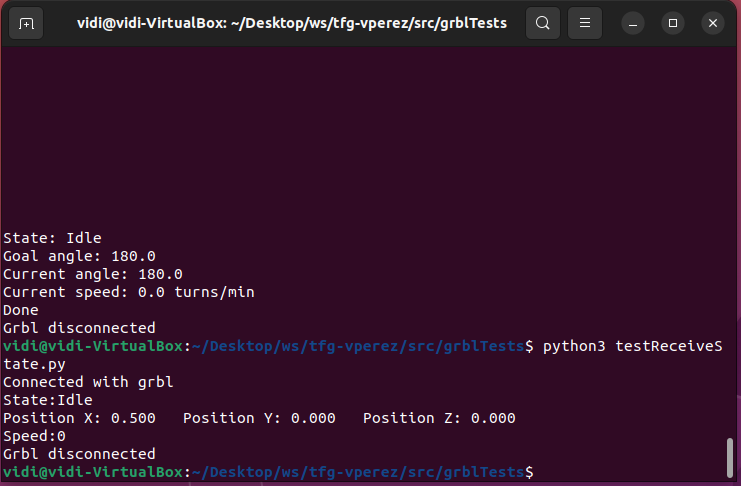 vidi@vidi-VirtualBox: ~/Desktop/ws/tfg-vperez/src/grblTests
State: Idle
Goal angle: 180.0
Current angle: 180.0
Current speed: 0.0 turns/min
Done
Grbl disconnected
vidi@vidi-VirtualBox:~/Desktop/ws/tfg-vperez/src/grblTests$ python3 testReceiveS
tate.py
Connected with grbl
State:Idle
Position X: 0.500   Position Y: 0.000   Position Z: 0.000
Speed:0
Grbl disconnected
vidi@vidi-VirtualBox:~/Desktop/ws/tfg-vperez/src/grblTests$